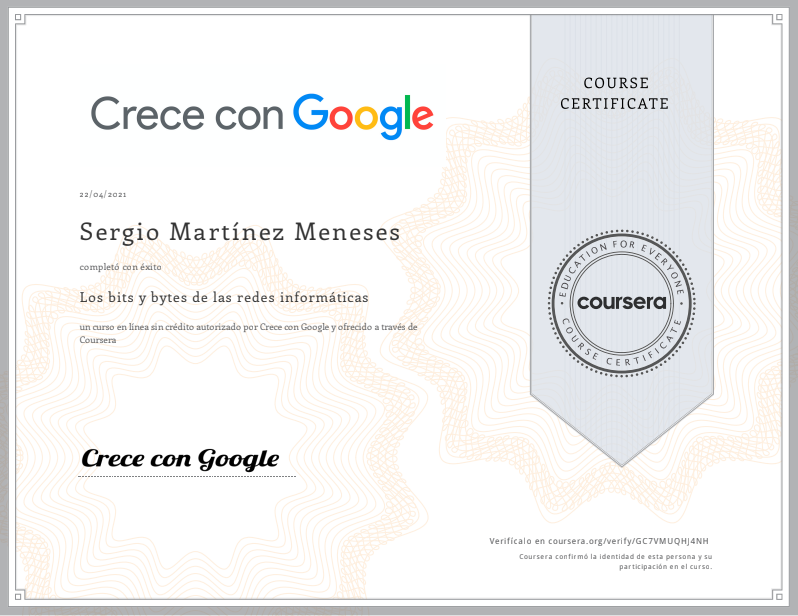 COURSE
CERTIFICATE
Crece con Google
22/04/2021
Sergio Martínez Meneses
completó con éxito
Los bits y bytes de las redes informáticas
un curso en línea sin crédito autorizado por Crece con Google y ofrecido a través de
Coursera
EDUCATION FOR EVERYONE
coursera
COURSE CERTIFICATE
Crece con Google
Verifícalo en coursera.org/verify/GC7VMUQHJ4NH
Coursera confirmó la identidad de esta persona y su
participación en el curso.